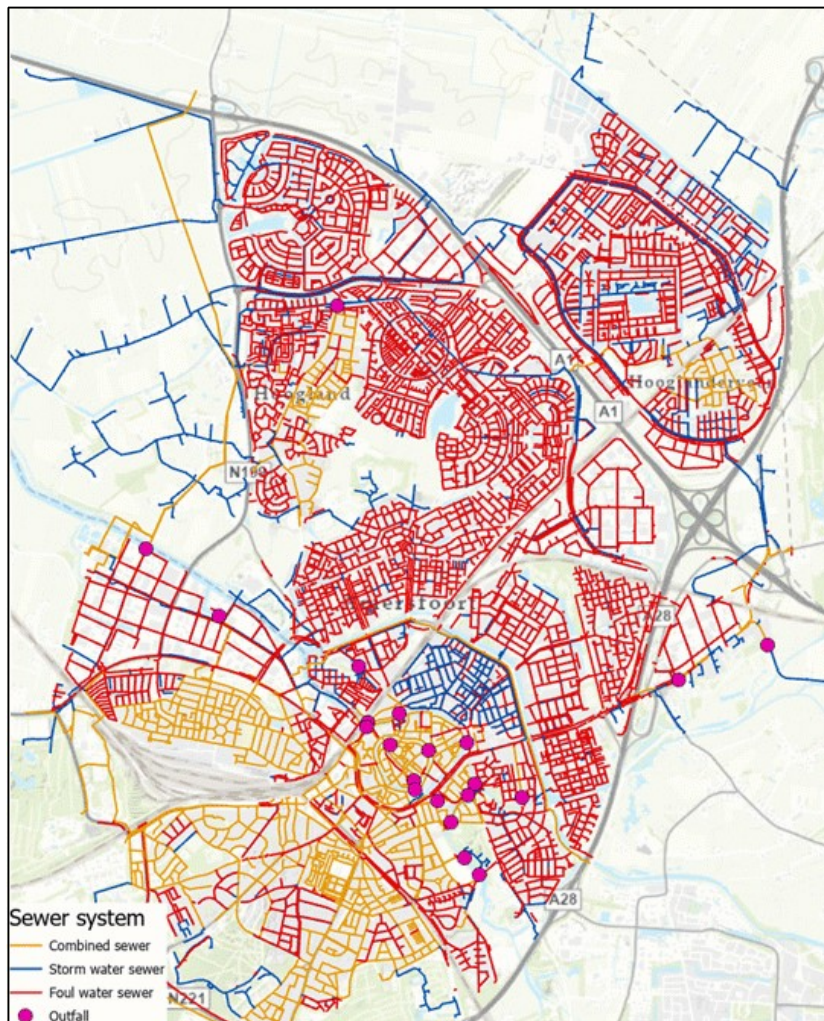 A1
Hooglanderveen
Hoogland
A1
N199
Amersfoort
A28
A28
Sewer system
Combined sewer
Storm water sewer
Foul water sewer
N221
Outfall